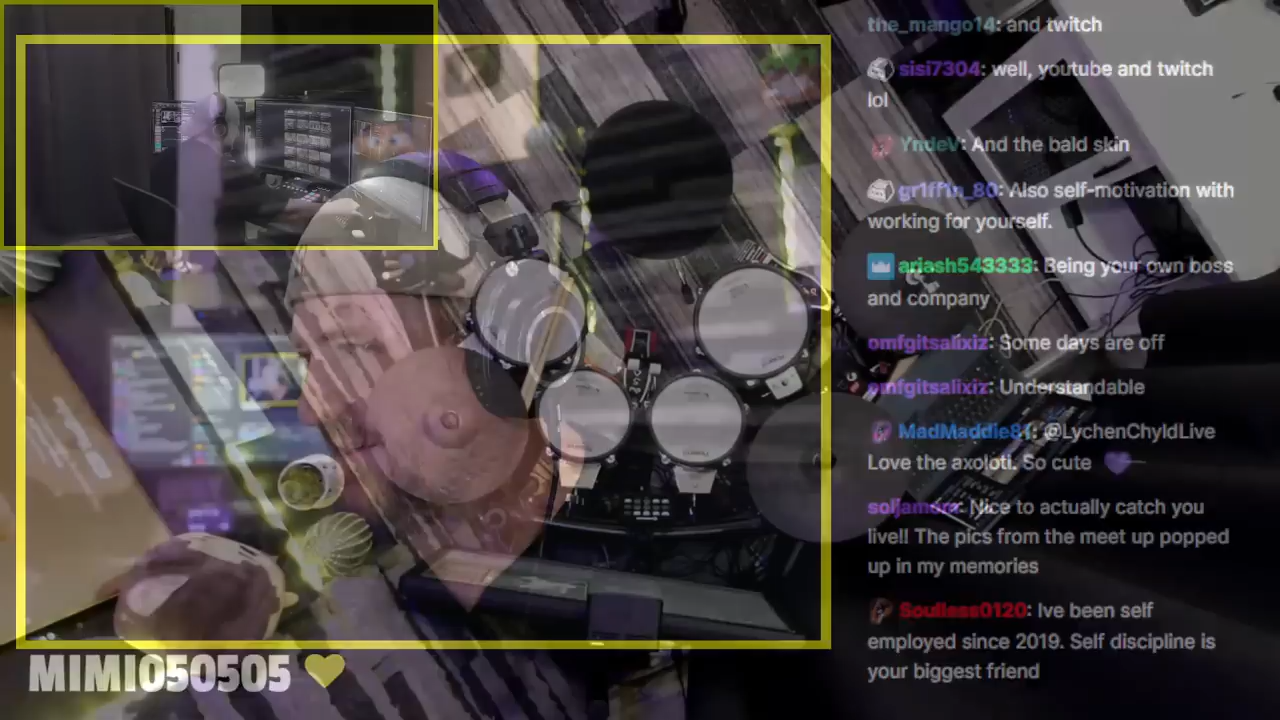 the_mango14: and twitch
sisi7304: well, youtube and twitch
lol
YndeV: And the bald skin
gr1ff1n_80: Also self-motivation with
working for yourself.
ariash543333: Being your own boss
and company
omfgitsalixiz: Some days are off
omfgitsalixiz: Understandable
MadMaddie81: @LychenChyldLive
Love the axolotl. So cute
soljamora: Nice to actually catch you
live!! The pics from the meet up popped
up in my memories
Soulless0120: Ive been self
employed since 2019. Self discipline is
your biggest friend
MIMI050505